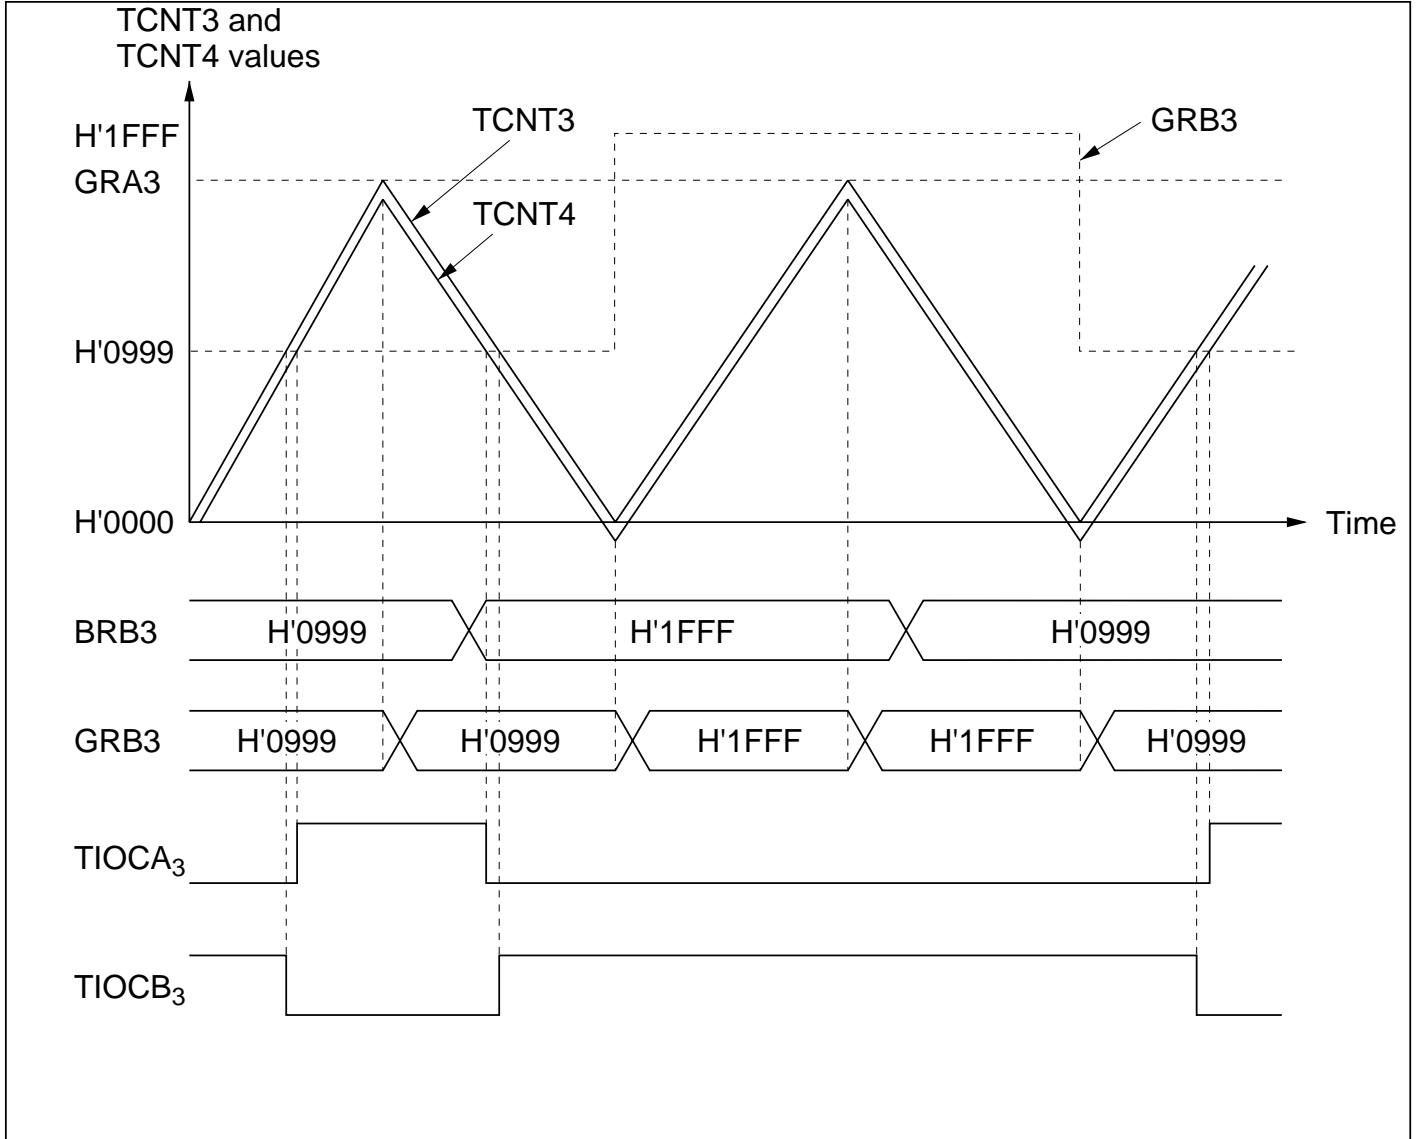 TCNT3 and
TCNT4 values
H'1FFF
TCNT3
GRB3
GRA3
TCNT4
H'0999
H'0000
Time
BRB3 H'0999 H'1FFF H'0999
GRB3 H'0999 H'0999 H'1FFF H'1FFF H'0999
TIOCA3
TIOCB3